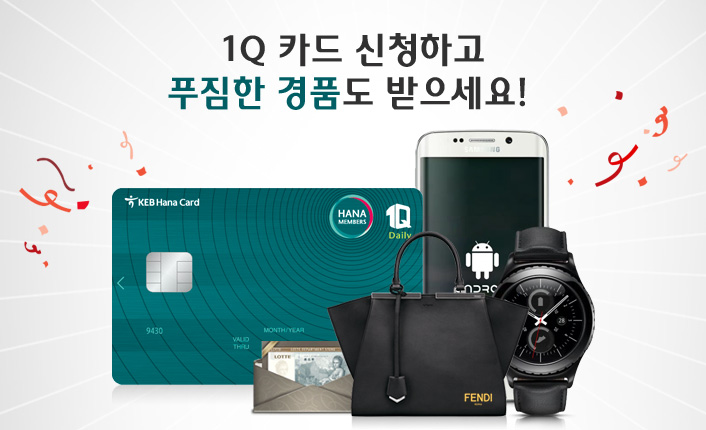 1Q 카드 신청하고
푸짐한 경품도 받으세요!
SAMSUNG
KEB Hana Card
HANA
MEMBERS
1Q
Daily
9430
MONTH/YEAR
VALID
THRU
LOTTE
FENDI